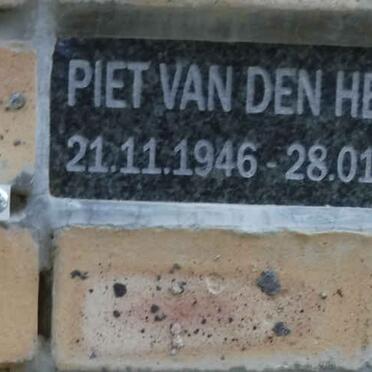 PIET VAN DEN HE
21.11.1946 - 28.01